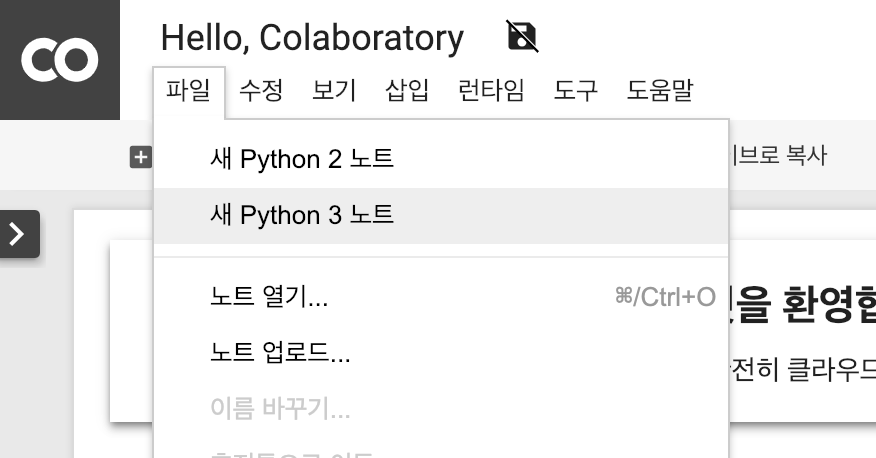 CO
Hello, Colaboratory
파일 수정 보기 삽입 런타임 도구 도움말
새 Python 2 노트
이브로 복사
새 Python 3 노트
노트 열기... ⌘/Ctrl+O
을 환영합
노트 업로드...
전히 클라우드
이름 바꾸기...